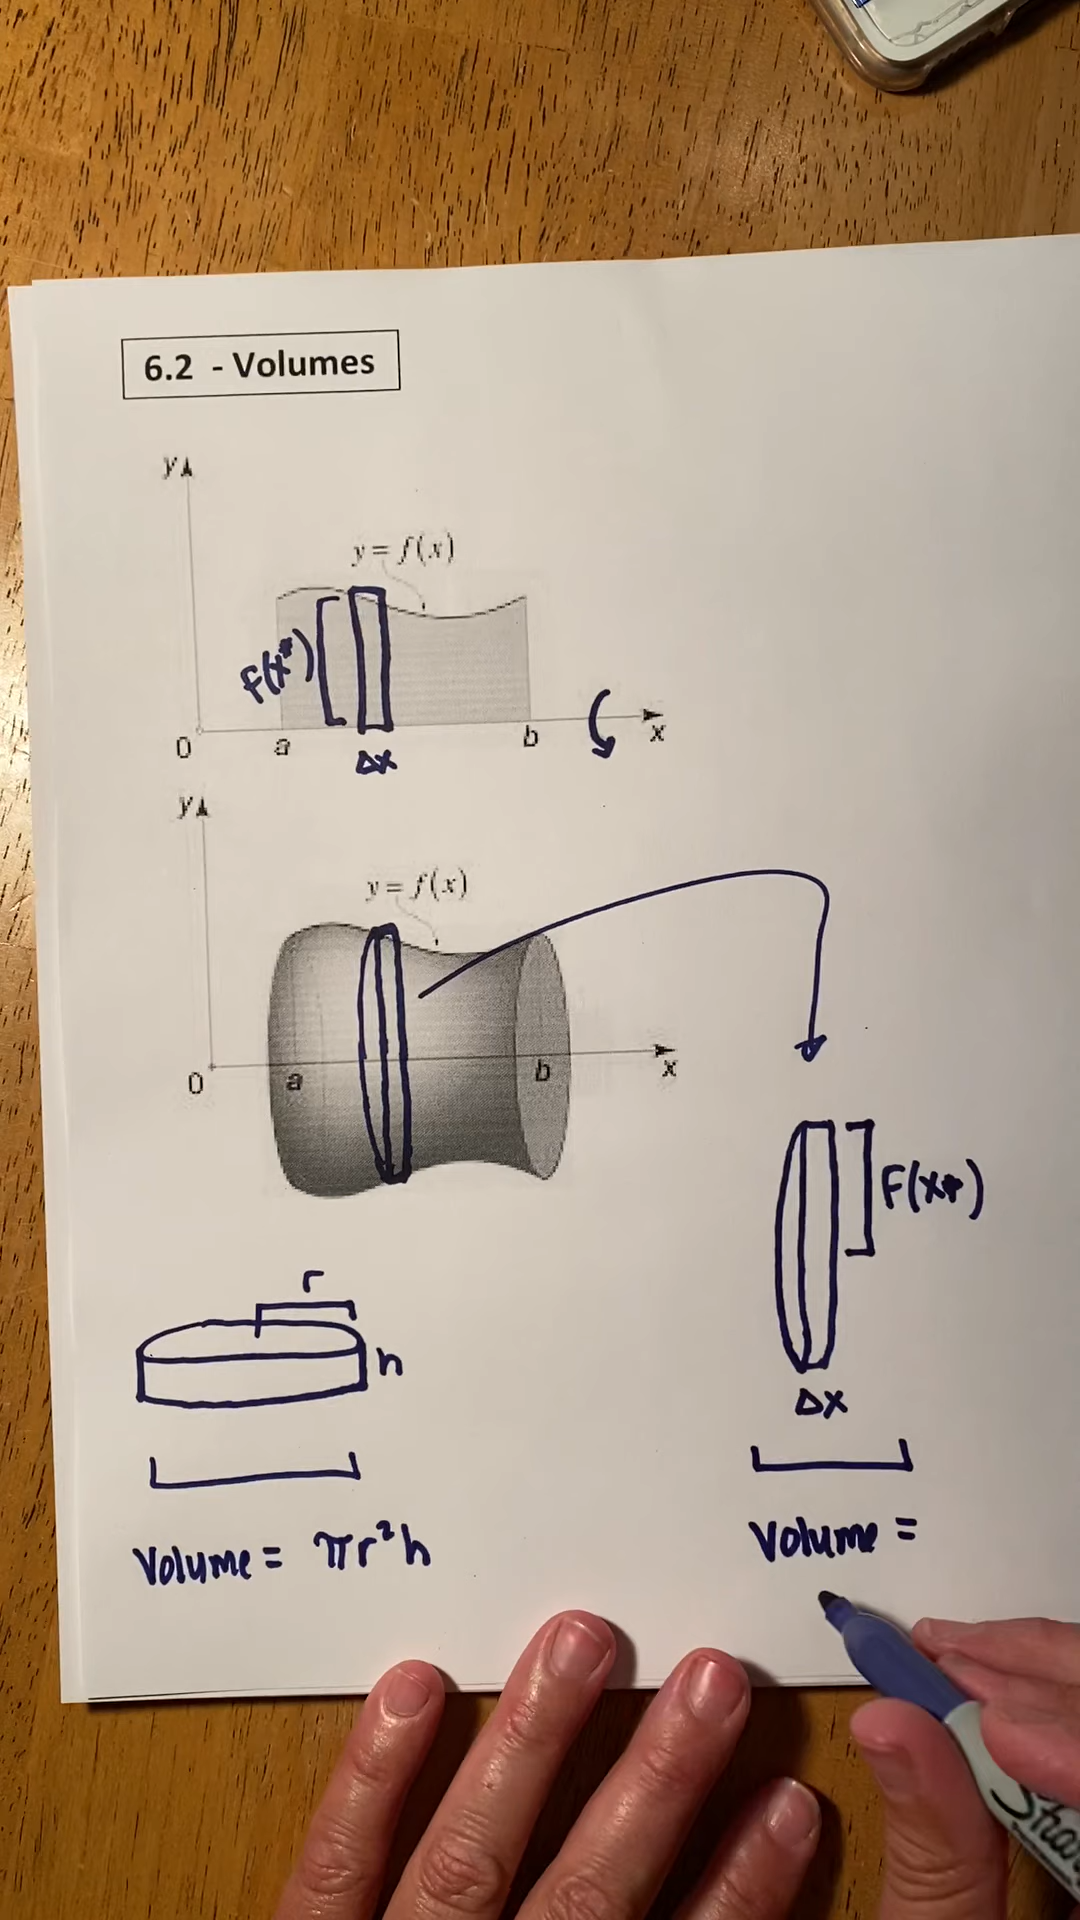 6.2 - Volumes
y
y = f(x)
F(x*)
0 a b x
Δx
y
y = f(x)
0 a b x
F(x*)
r
h
Δx
Volume = πr²h
Volume =